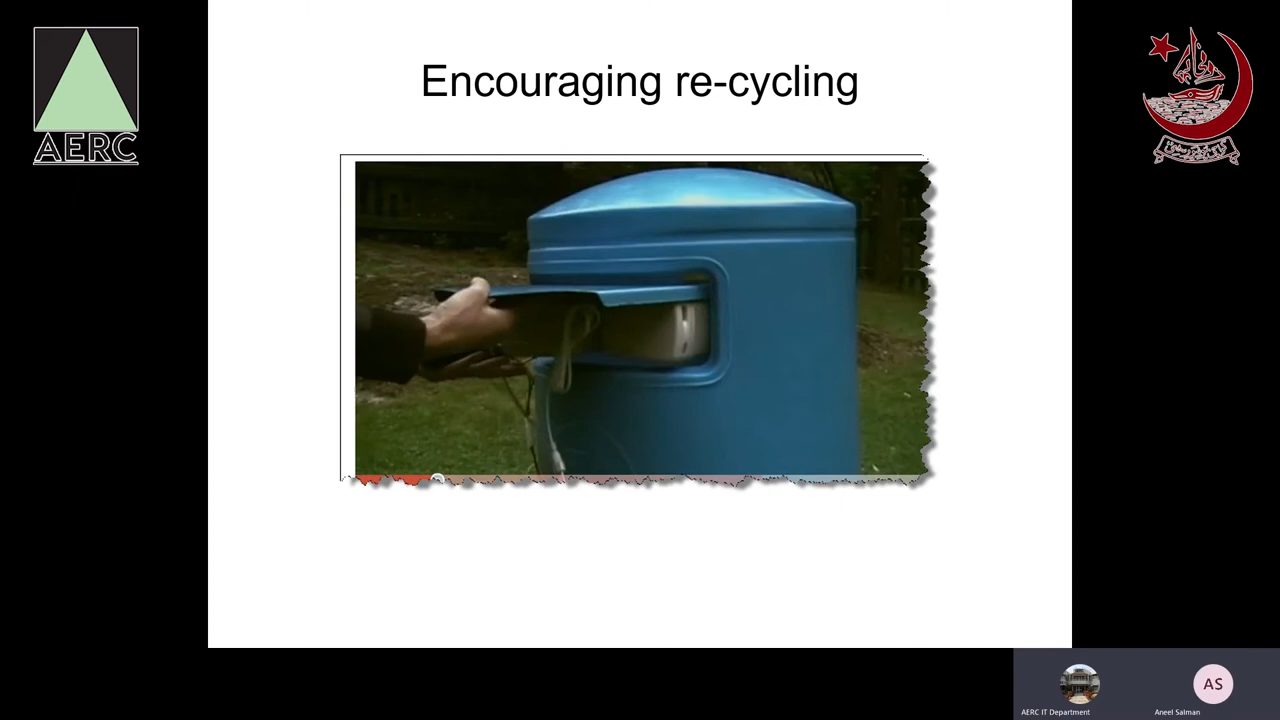 Encouraging re-cycling
AERC
AS
AERC IT Department
Aneel Salman